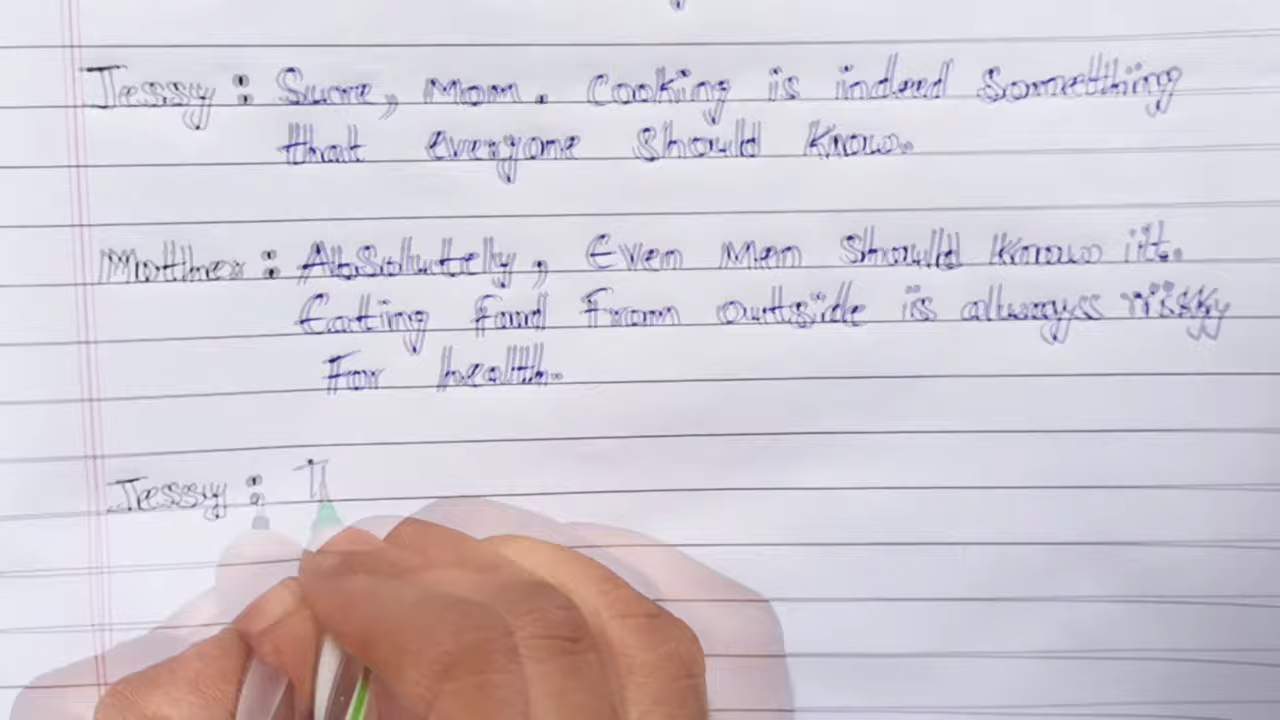 Jessy : Sure, Mom. Cooking is indeed Something
that everyone should know.
Mother : Absolutely, Even Men Should know it.
Eating food from outside is always risky
For health.
Jessy :